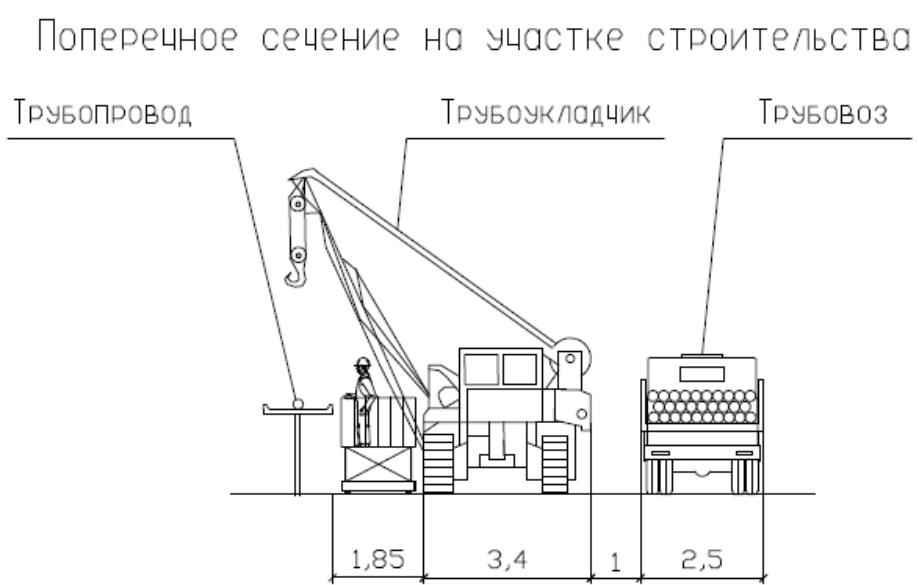 Поперечное сечение на участке строительства
Трубопровод
Трубоукладчик
Трубовоз
1,85
3,4
1
2,5